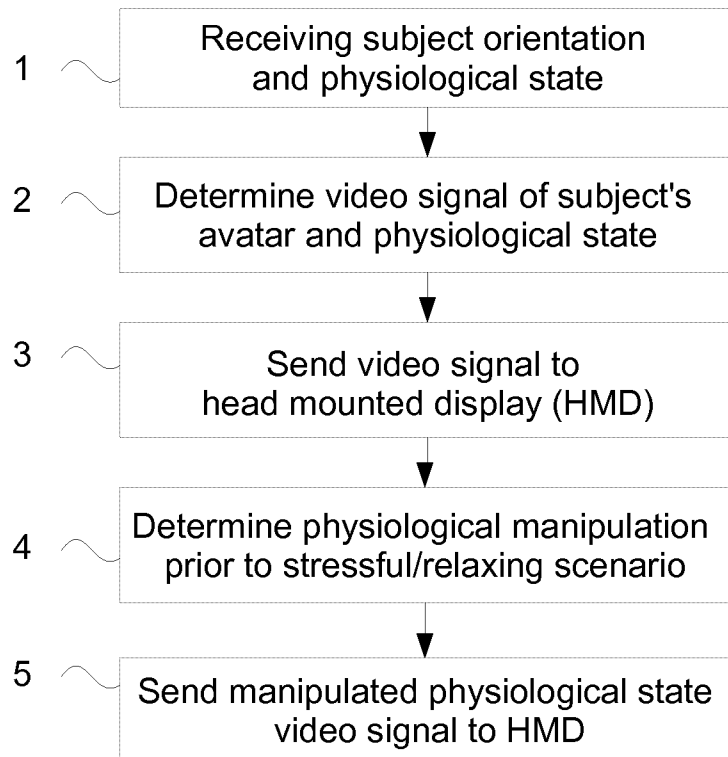 1
Receiving subject orientation
and physiological state
2
Determine video signal of subject's
avatar and physiological state
3
Send video signal to
head mounted display (HMD)
4
Determine physiological manipulation
prior to stressful/relaxing scenario
5
Send manipulated physiological state
video signal to HMD